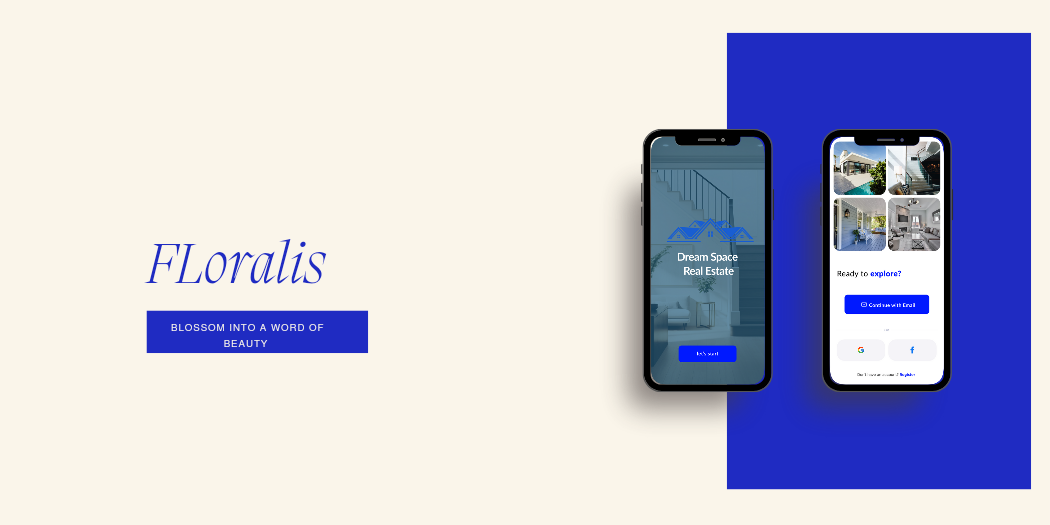 FLoralis
BLOSSOM INTO A WORD OF
BEAUTY
Dream Space
Real Estate
let's start
Ready to explore?
Continue with Email
Don't have an account? Register